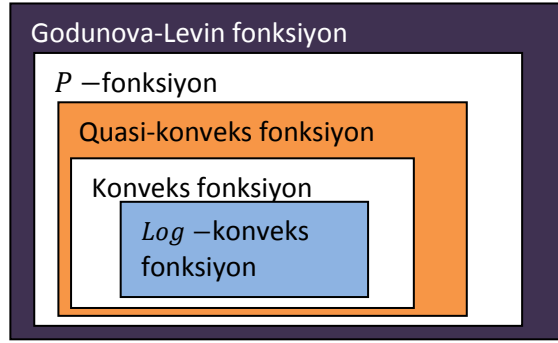 Godunova-Levin fonksiyon
P −fonksiyon
Quasi-konveks fonksiyon
Konveks fonksiyon
Log −konveks
fonksiyon